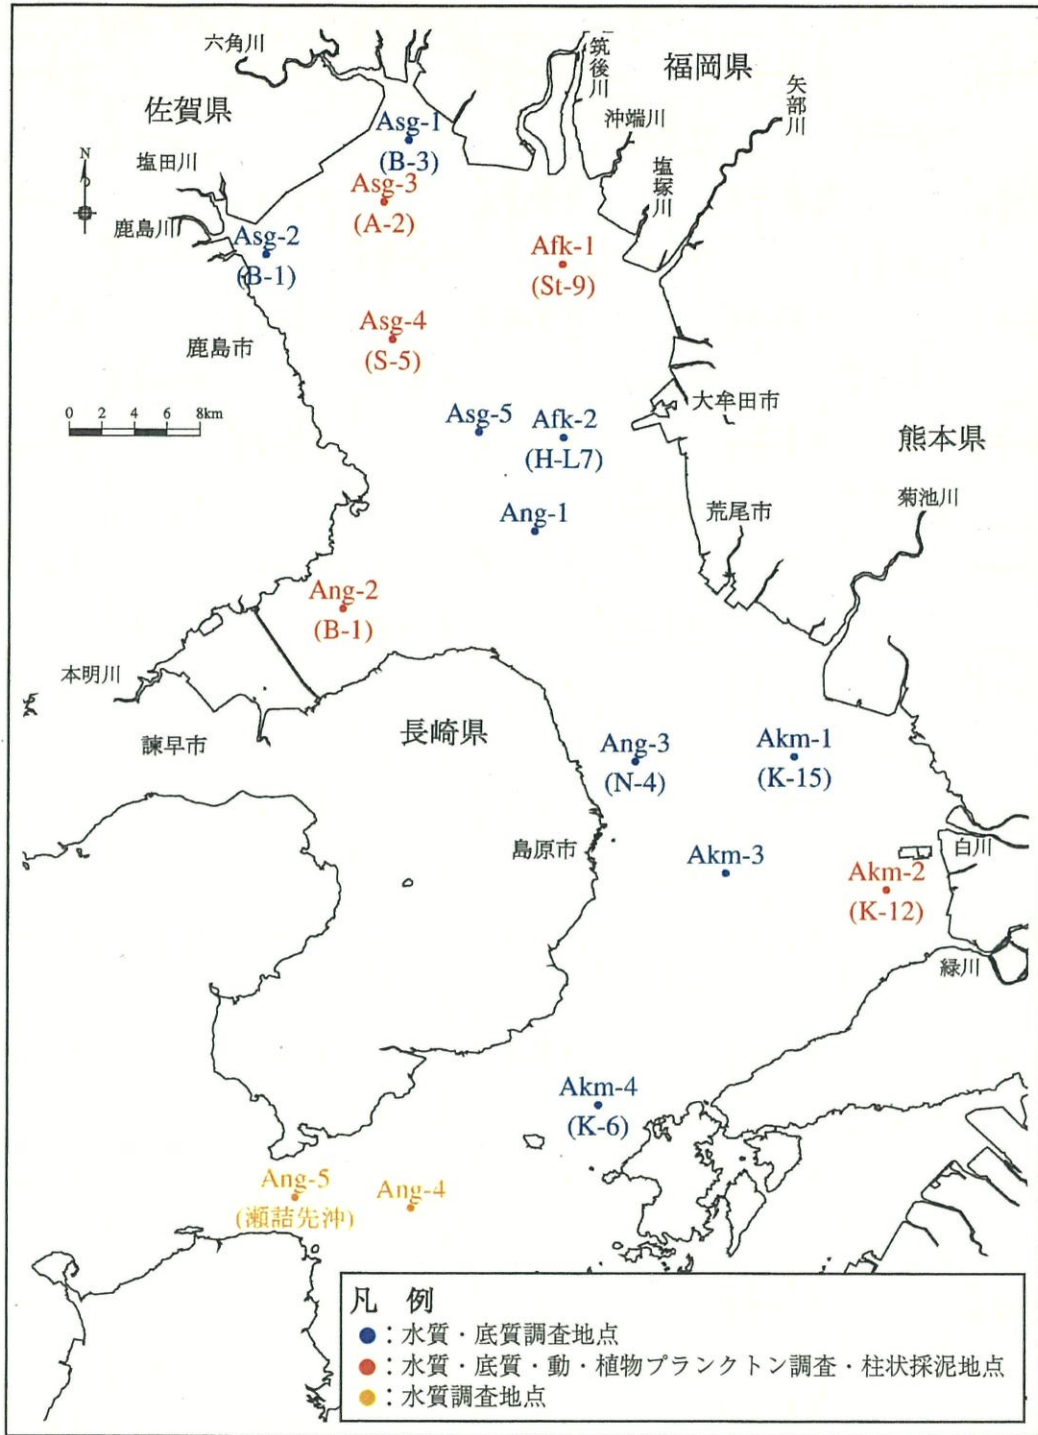 六角川
筑後川
福岡県
矢部川
佐賀県
Asg-1
(B-3)
沖端川
塩田川
N
Asg-3
(A-2)
塩塚川
鹿島川
Asg-2
(B-1)
Afk-1
(St-9)
Asg-4
(S-5)
鹿島市
0 2 4 6 8km
大牟田市
Asg-5
Afk-2
(H-L7)
熊本県
菊池川
Ang-1
荒尾市
Ang-2
(B-1)
本明川
長崎県
諫早市
Ang-3
(N-4)
Akm-1
(K-15)
島原市
Akm-3
白川
Akm-2
(K-12)
緑川
Akm-4
(K-6)
Ang-5
(瀬詰先沖)
Ang-4
凡 例
●：水質・底質調査地点
●：水質・底質・動・植物プランクトン調査・柱状採泥地点
●：水質調査地点